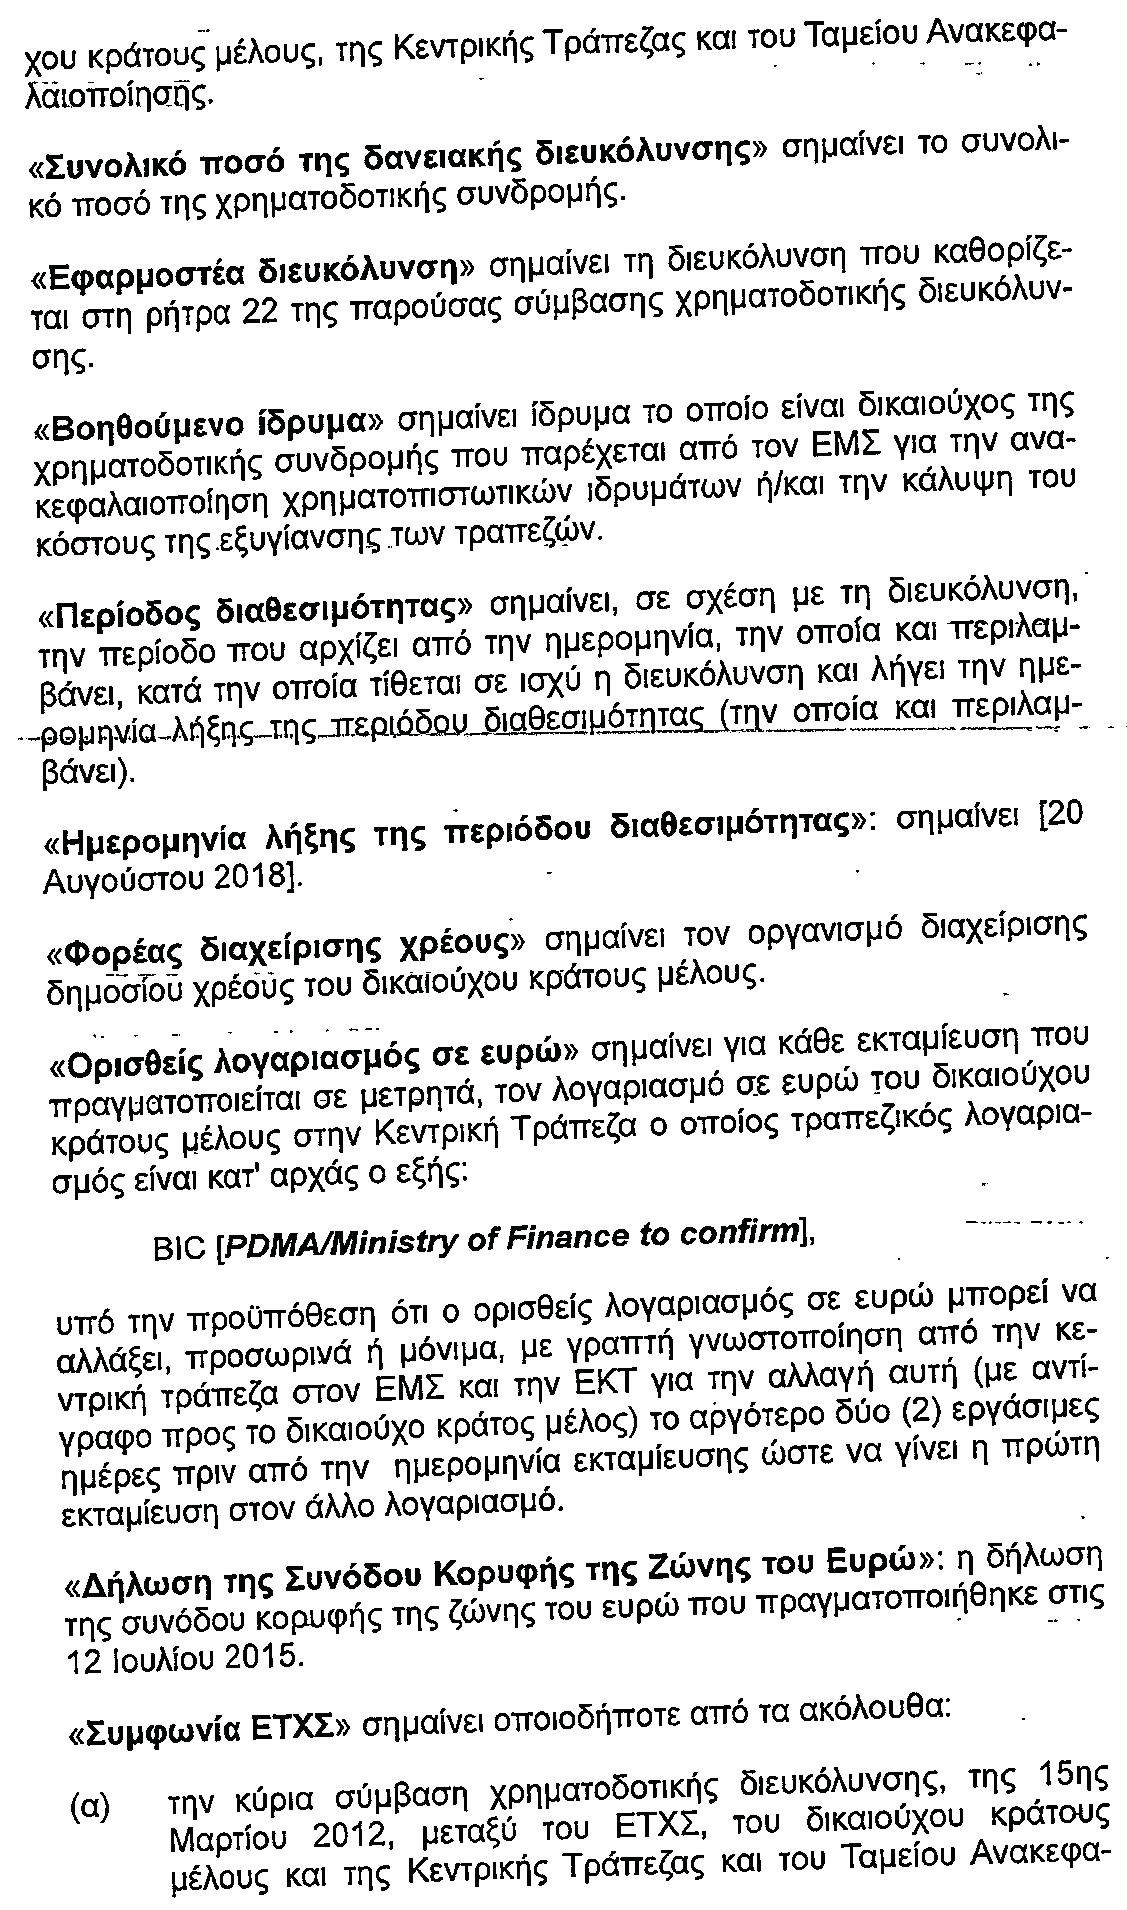 χου κράτους μέλους, της Κεντρικής Τράπεζας και του Ταμείου Ανακεφα-
λαιοποίησης.
«Συνολικό ποσό της δανειακής διευκόλυνσης» σημαίνει το συνολι-
κό ποσό της χρηματοδοτικής συνδρομής.
«Εφαρμοστέα διευκόλυνση» σημαίνει τη διευκόλυνση που καθορίζε-
ται στη ρήτρα 22 της παρούσας σύμβασης χρηματοδοτικής διευκόλυν-
σης.
«Βοηθούμενο ίδρυμα» σημαίνει ίδρυμα το οποίο είναι δικαιούχος της
χρηματοδοτικής συνδρομής που παρέχεται από τον ΕΜΣ για την ανα-
κεφαλαιοποίηση χρηματοπιστωτικών ιδρυμάτων ή/και την κάλυψη του
κόστους της εξυγίανσης των τραπεζών.
«Περίοδος διαθεσιμότητας» σημαίνει, σε σχέση με τη διευκόλυνση,
την περίοδο που αρχίζει από την ημερομηνία, την οποία και περιλαμ-
βάνει, κατά την οποία τίθεται σε ισχύ η διευκόλυνση και λήγει την ημε-
ρομηνία λήξης της περιόδου διαθεσιμότητας (την οποία και περιλαμ-
βάνει).
«Ημερομηνία λήξης της περιόδου διαθεσιμότητας»: σημαίνει [20
Αυγούστου 2018].
«Φορέας διαχείρισης χρέους» σημαίνει τον οργανισμό διαχείρισης
δημοσίου χρέους του δικαιούχου κράτους μέλους.
«Ορισθείς λογαριασμός σε ευρώ» σημαίνει για κάθε εκταμίευση που
πραγματοποιείται σε μετρητά, τον λογαριασμό σε ευρώ του δικαιούχου
κράτους μέλους στην Κεντρική Τράπεζα ο οποίος τραπεζικός λογαρια-
σμός είναι κατ' αρχάς ο εξής:
BIC [PDMA/Ministry of Finance to confirm],
υπό την προϋπόθεση ότι ο ορισθείς λογαριασμός σε ευρώ μπορεί να
αλλάξει, προσωρινά ή μόνιμα, με γραπτή γνωστοποίηση από την κε-
ντρική τράπεζα στον ΕΜΣ και την ΕΚΤ για την αλλαγή αυτή (με αντί-
γραφο προς το δικαιούχο κράτος μέλος) το αργότερο δύο (2) εργάσιμες
ημέρες πριν από την ημερομηνία εκταμίευσης ώστε να γίνει η πρώτη
εκταμίευση στον άλλο λογαριασμό.
«Δήλωση της Συνόδου Κορυφής της Ζώνης του Ευρώ»: η δήλωση
της συνόδου κορυφής της ζώνης του ευρώ που πραγματοποιήθηκε στις
12 Ιουλίου 2015.
«Συμφωνία ΕΤΧΣ» σημαίνει οποιοδήποτε από τα ακόλουθα:
(α) την κύρια σύμβαση χρηματοδοτικής διευκόλυνσης, της 15ης
Μαρτίου 2012, μεταξύ του ΕΤΧΣ, του δικαιούχου κράτους
μέλους και της Κεντρικής Τράπεζας και του Ταμείου Ανακεφα-